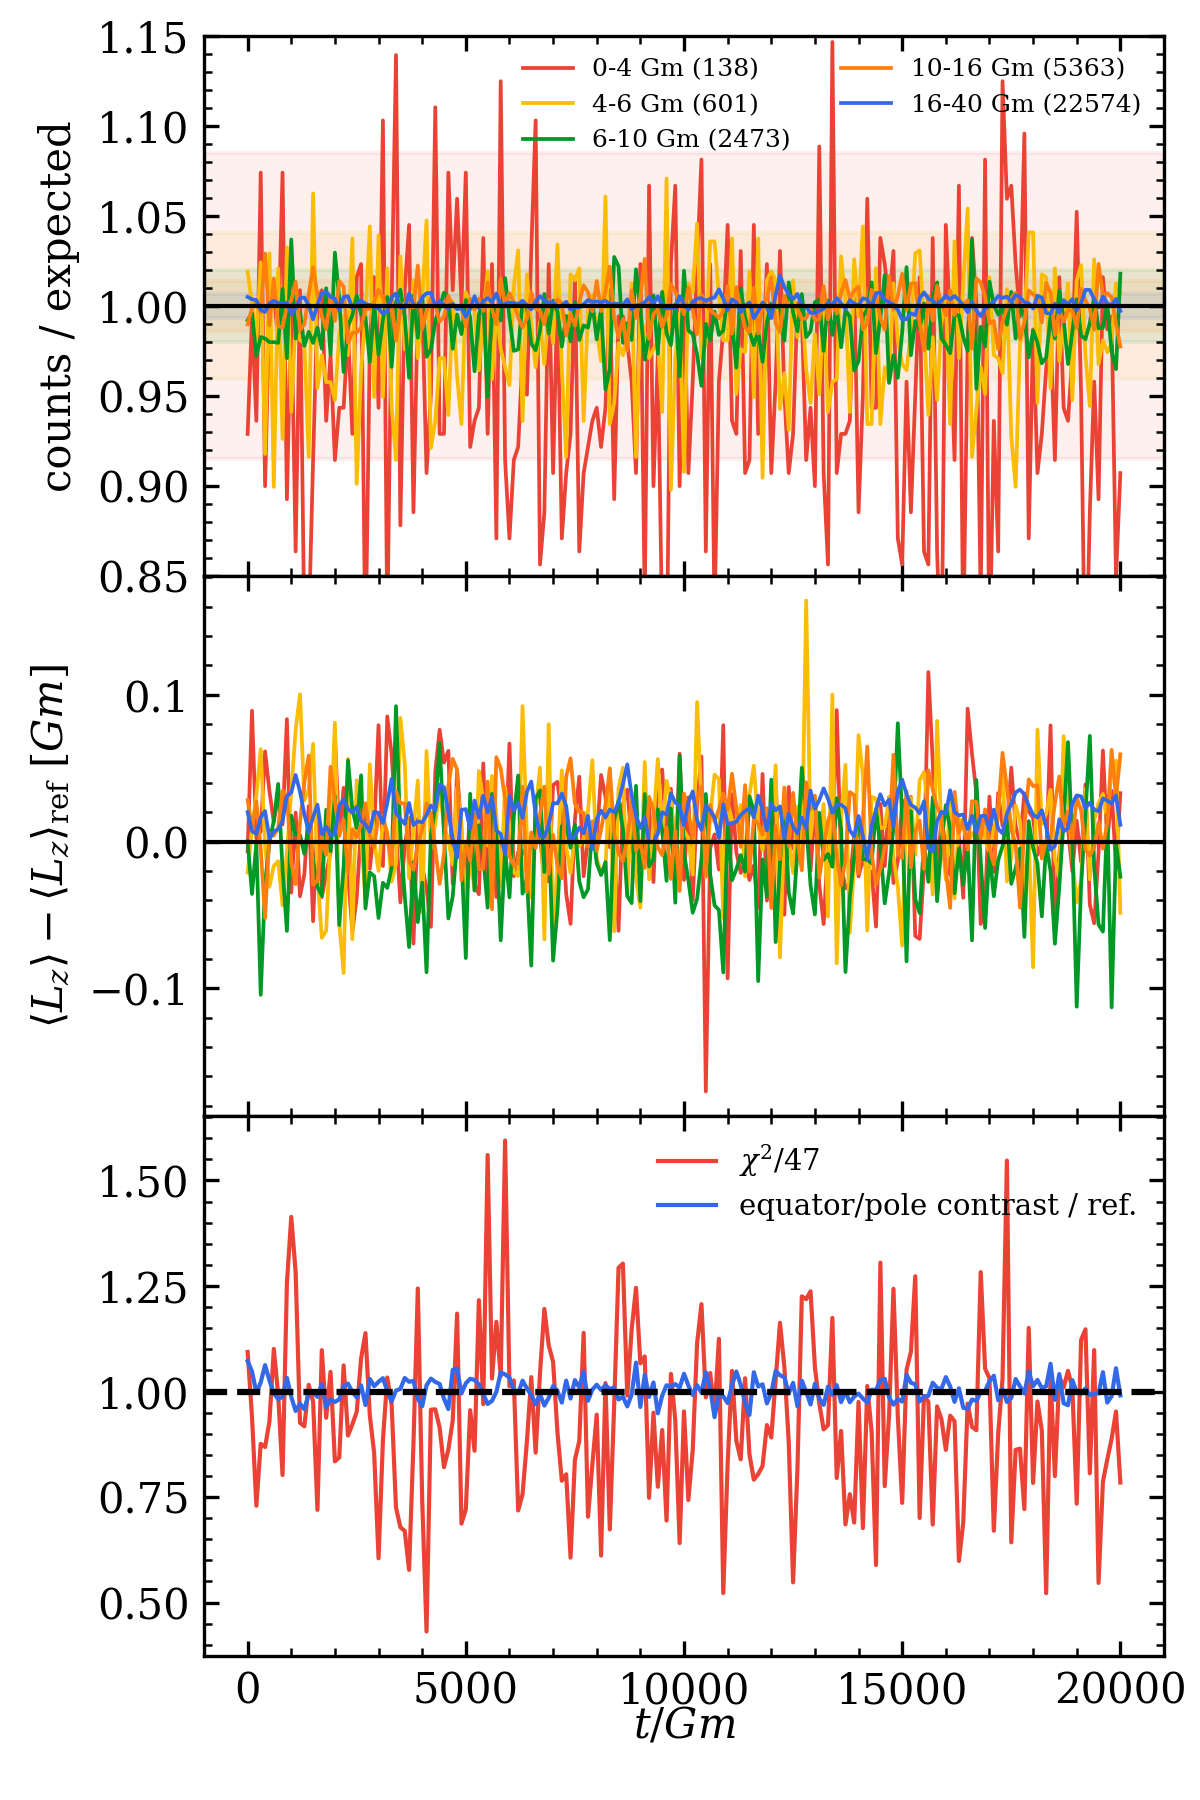 1.15
1.10
1.05
1.00
0.95
0.90
0.85
counts / expected
0-4 Gm (138)
4-6 Gm (601)
6-10 Gm (2473)
10-16 Gm (5363)
16-40 Gm (22574)
0.1
0.0
−0.1
⟨L_z⟩ − ⟨L_z⟩_ref [Gm]
1.50
1.25
1.00
0.75
0.50
χ²/47
equator/pole contrast / ref.
0 5000 10000 15000 20000
t/Gm